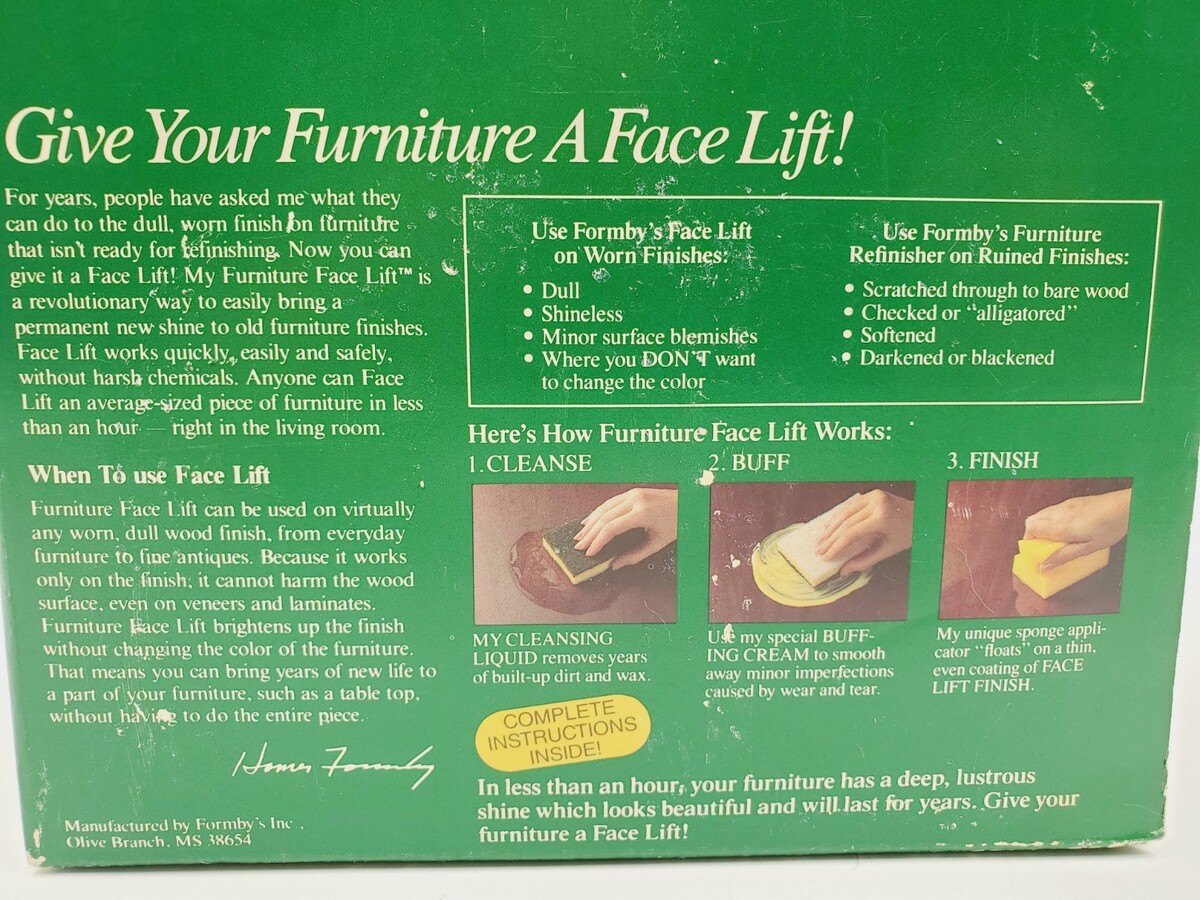 Give Your Furniture A Face Lift!
For years, people have asked me what they
can do to the dull, worn finish on furniture
that isn't ready for refinishing. Now you can
give it a Face Lift! My Furniture Face Lift™ is
a revolutionary way to easily bring a
permanent new shine to old furniture finishes.
Face Lift works quickly, easily and safely,
without harsh chemicals. Anyone can Face
Lift an average-sized piece of furniture in less
than an hour — right in the living room.
When To use Face Lift
Furniture Face Lift can be used on virtually
any worn, dull wood finish, from everyday
furniture to fine antiques. Because it works
only on the finish, it cannot harm the wood
surface, even on veneers and laminates.
Furniture Face Lift brightens up the finish
without changing the color of the furniture.
That means you can bring years of new life to
a part of your furniture, such as a table top,
without having to do the entire piece.
Homer Formby
Manufactured by Formby's Inc.,
Olive Branch, MS 38654
Use Formby's Face Lift
on Worn Finishes:
• Dull
• Shineless
• Minor surface blemishes
• Where you DON'T want
to change the color
Use Formby's Furniture
Refinisher on Ruined Finishes:
• Scratched through to bare wood
• Checked or "alligatored"
• Softened
• Darkened or blackened
Here's How Furniture Face Lift Works:
1. CLEANSE
MY CLEANSING
LIQUID removes years
of built-up dirt and wax.
2. BUFF
Use my special BUFF-
ING CREAM to smooth
away minor imperfections
caused by wear and tear.
3. FINISH
My unique sponge appli-
cator "floats" on a thin,
even coating of FACE
LIFT FINISH.
COMPLETE
INSTRUCTIONS
INSIDE!
In less than an hour, your furniture has a deep, lustrous
shine which looks beautiful and will last for years. Give your
furniture a Face Lift!